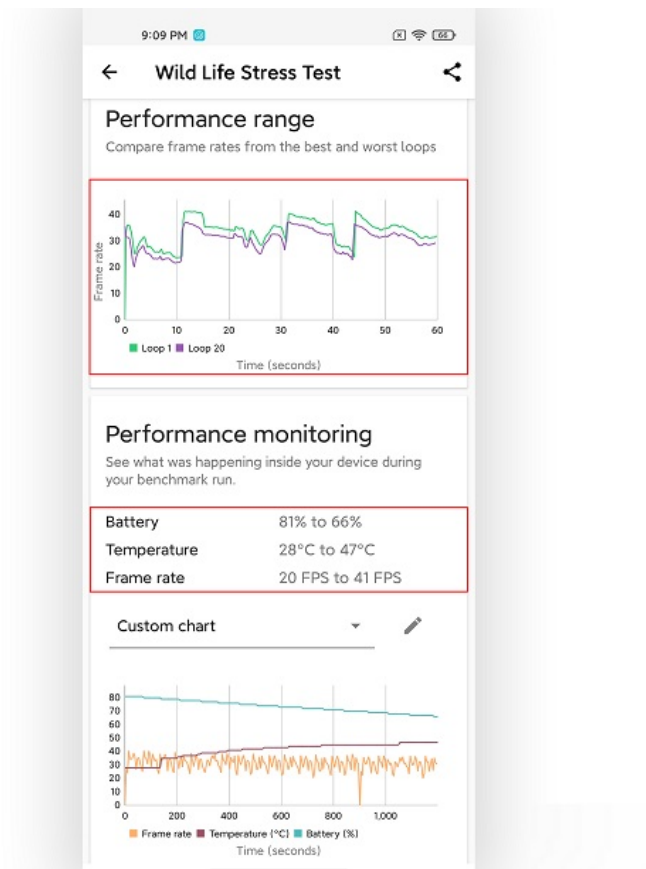 9:09 PM
66
Wild Life Stress Test
Performance range
Compare frame rates from the best and worst loops
Frame rate
40
30
20
10
0
0 10 20 30 40 50 60
Loop 1 Loop 20
Time (seconds)
Performance monitoring
See what was happening inside your device during
your benchmark run.
Battery 81% to 66%
Temperature 28°C to 47°C
Frame rate 20 FPS to 41 FPS
Custom chart
80
70
60
50
40
30
20
10
0
0 200 400 600 800 1,000
Frame rate Temperature (°C) Battery (%)
Time (seconds)